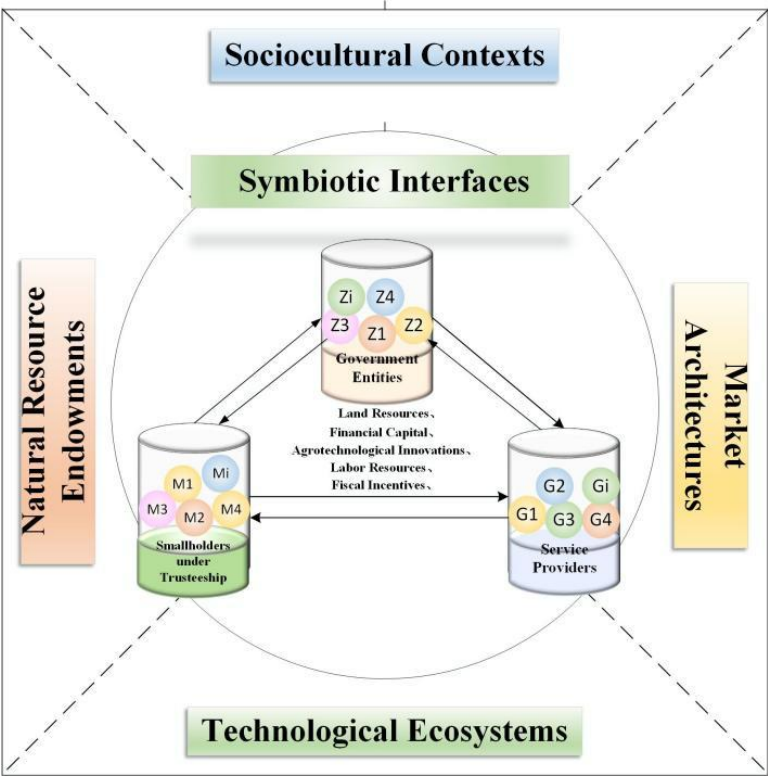 Sociocultural Contexts
Symbiotic Interfaces
Natural Resource
Endowments
Market
Architectures
Zi
Z4
Z3
Z1
Z2
Government
Entities
Land Resources、
Financial Capital、
Agrotechnological Innovations、
Labor Resources、
Fiscal Incentives、
M1
Mi
M3
M2
M4
Smallholders
under
Trusteeship
G2
Gi
G1
G3
G4
Service
Providers
Technological Ecosystems